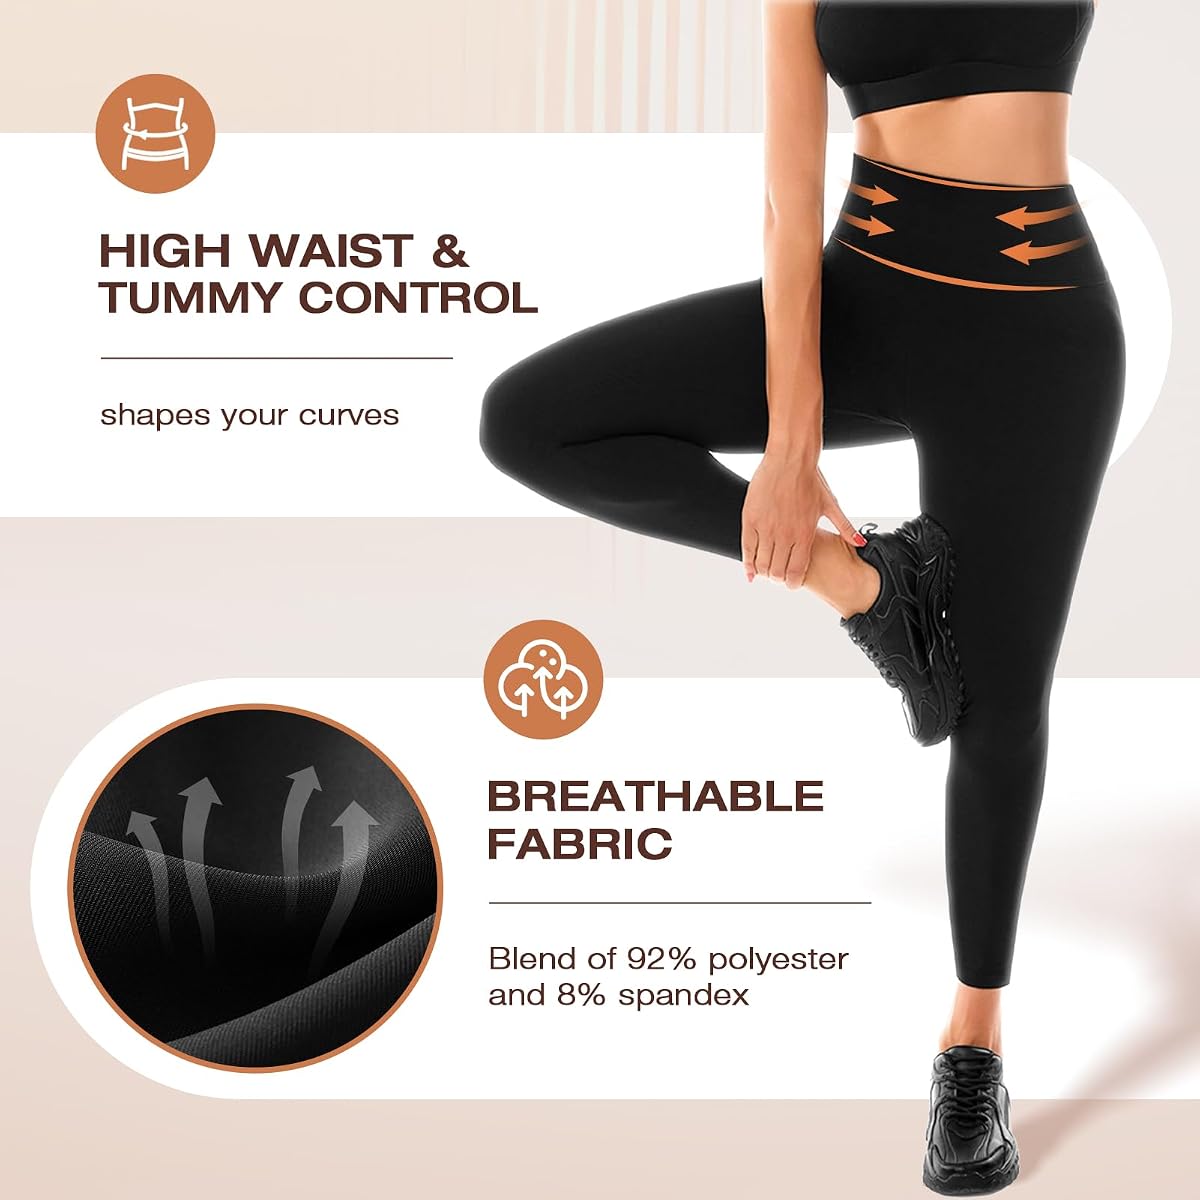 HIGH WAIST &
TUMMY CONTROL
shapes your curves
BREATHABLE
FABRIC
Blend of 92% polyester
and 8% spandex